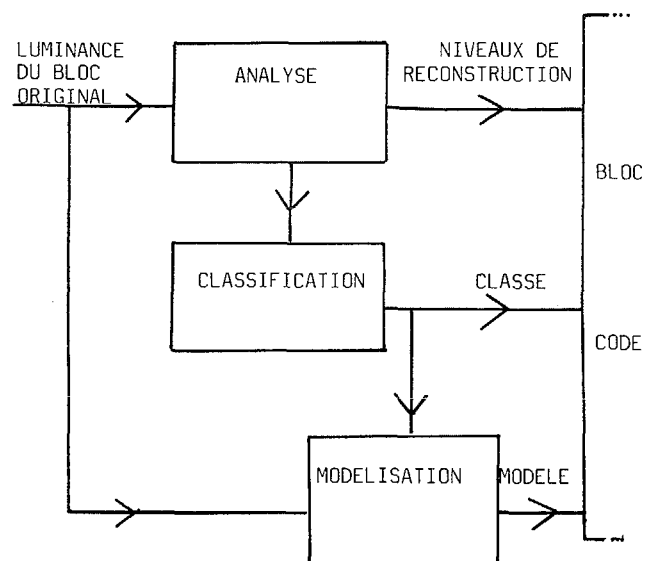 LUMINANCE
DU BLOC
ORIGINAL
ANALYSE
NIVEAUX DE
RECONSTRUCTION
BLOC
CLASSIFICATION
CLASSE
CODE
MODELISATION
MODELE